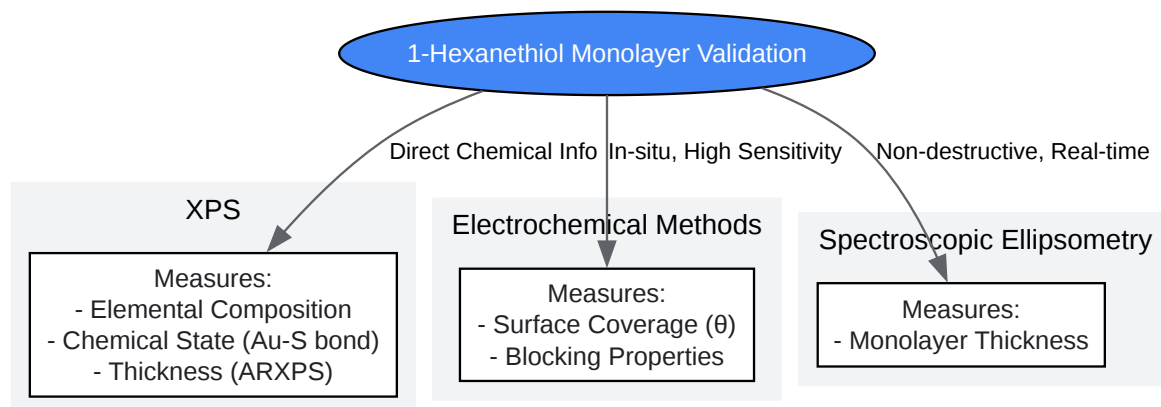 1-Hexanethiol Monolayer Validation
Direct Chemical Info
In-situ, High Sensitivity
Non-destructive, Real-time
XPS
Measures:
- Elemental Composition
- Chemical State (Au-S bond)
- Thickness (ARXPS)
Electrochemical Methods
Measures:
- Surface Coverage (θ)
- Blocking Properties
Spectroscopic Ellipsometry
Measures:
- Monolayer Thickness